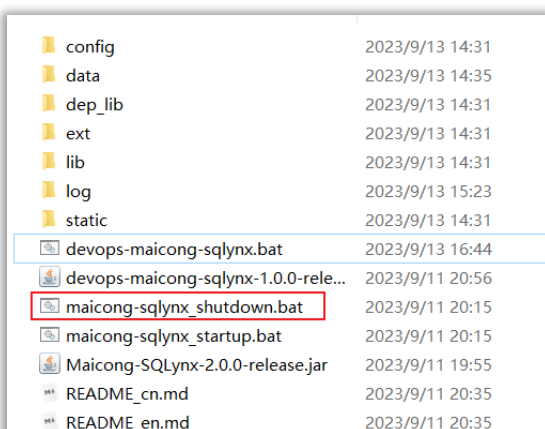 config 2023/9/13 14:31
data 2023/9/13 14:35
dep_lib 2023/9/13 14:31
ext 2023/9/13 14:31
lib 2023/9/13 14:31
log 2023/9/13 15:23
static 2023/9/13 14:31
devops-maicong-sqlynx.bat 2023/9/13 16:44
devops-maicong-sqlynx-1.0.0-rele... 2023/9/11 20:56
maicong-sqlynx_shutdown.bat 2023/9/11 20:15
maicong-sqlynx_startup.bat 2023/9/11 20:15
Maicong-SQLynx-2.0.0-release.jar 2023/9/11 19:55
README_cn.md 2023/9/11 20:35
README_en.md 2023/9/11 20:35